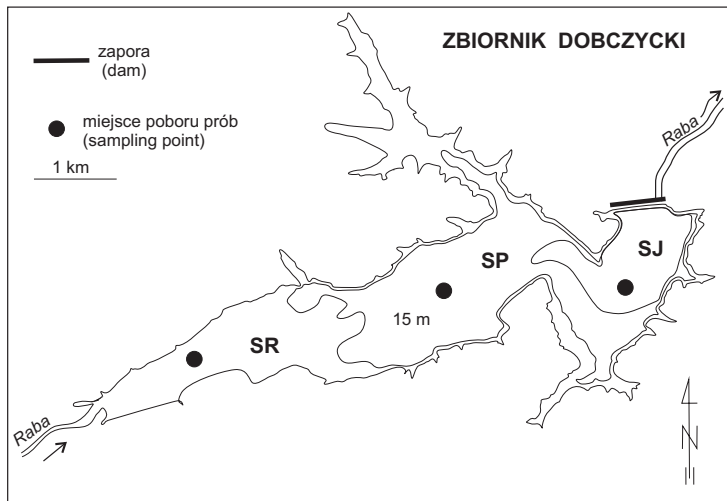 ZBIORNIK DOBCZYCKI
zapora
(dam)
miejsce poboru prób
(sampling point)
1 km
Raba
SJ
SP
15 m
SR
Raba
N